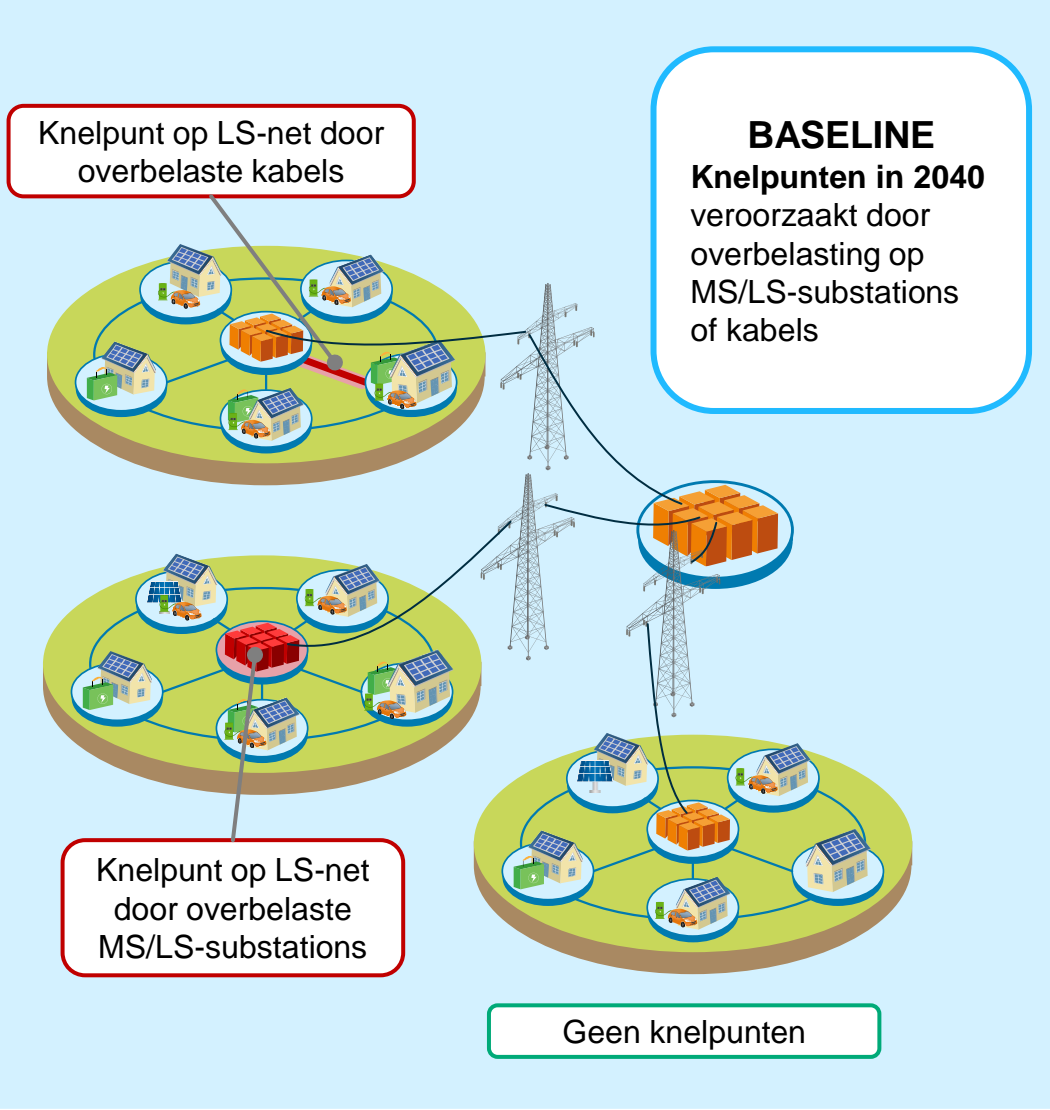 Knelpunt op LS-net door
overbelaste kabels
BASELINE
Knelpunten in 2040
veroorzaakt door
overbelasting op
MS/LS-substations
of kabels
Knelpunt op LS-net
door overbelaste
MS/LS-substations
Geen knelpunten